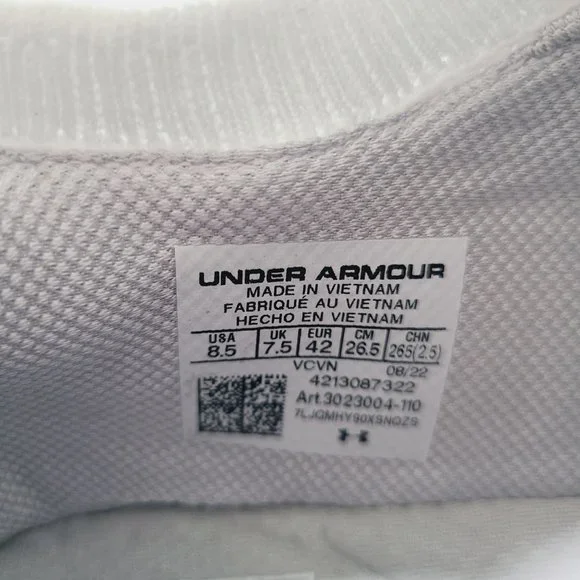 UNDER ARMOUR
MADE IN VIETNAM
FABRIQUÉ AU VIETNAM
HECHO EN VIETNAM
USA UK EUR CM CHN
8.5 7.5 42 26.5 265(2.5)
VCVN 08/22
4213087322
Art.3023004-110
7LJQMHY90XSNQZS